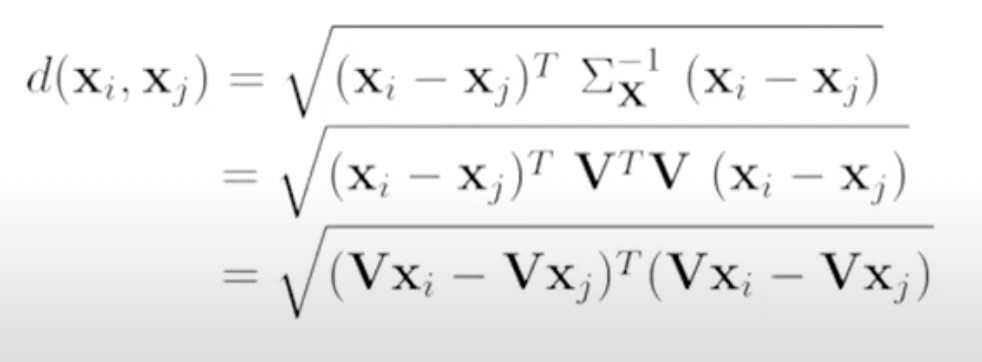 d(𝐱ᵢ, 𝐱ⱼ) = √((𝐱ᵢ − 𝐱ⱼ)ᵀ Σ_𝐗⁻¹ (𝐱ᵢ − 𝐱ⱼ))
= √((𝐱ᵢ − 𝐱ⱼ)ᵀ 𝐕ᵀ𝐕 (𝐱ᵢ − 𝐱ⱼ))
= √((𝐕𝐱ᵢ − 𝐕𝐱ⱼ)ᵀ(𝐕𝐱ᵢ − 𝐕𝐱ⱼ))